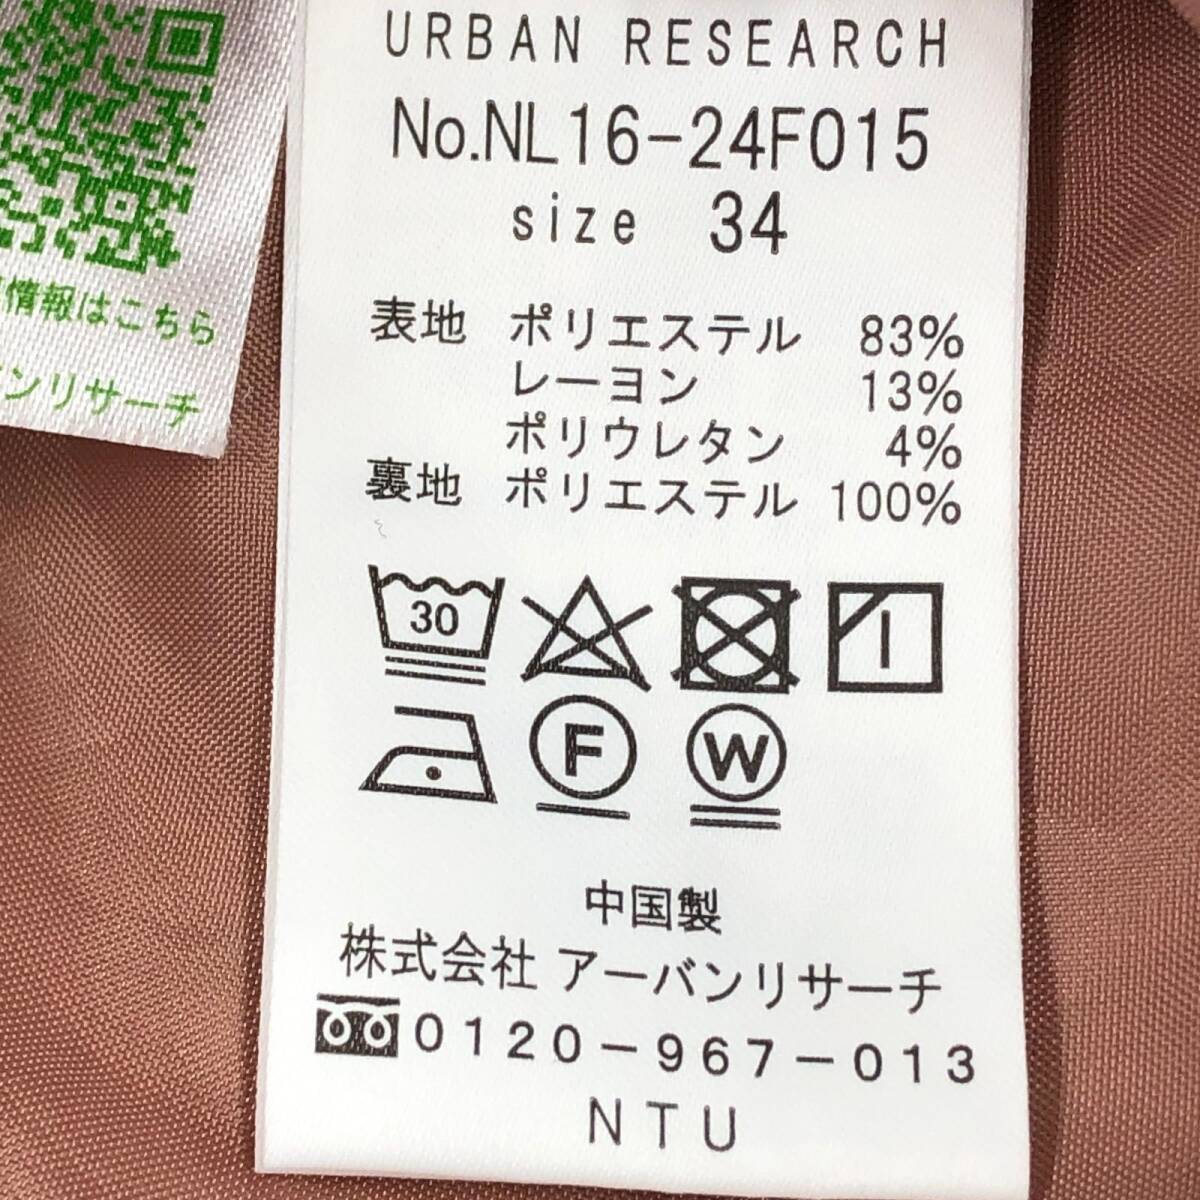 URBAN RESEARCH
No.NL16-24F015
size 34
表地 ポリエステル 83%
レーヨン 13%
ポリウレタン 4%
裏地 ポリエステル 100%
30
F
W
中国製
株式会社 アーバンリサーチ
0120-967-013
NTU
情報はこちら
ンリサーチ